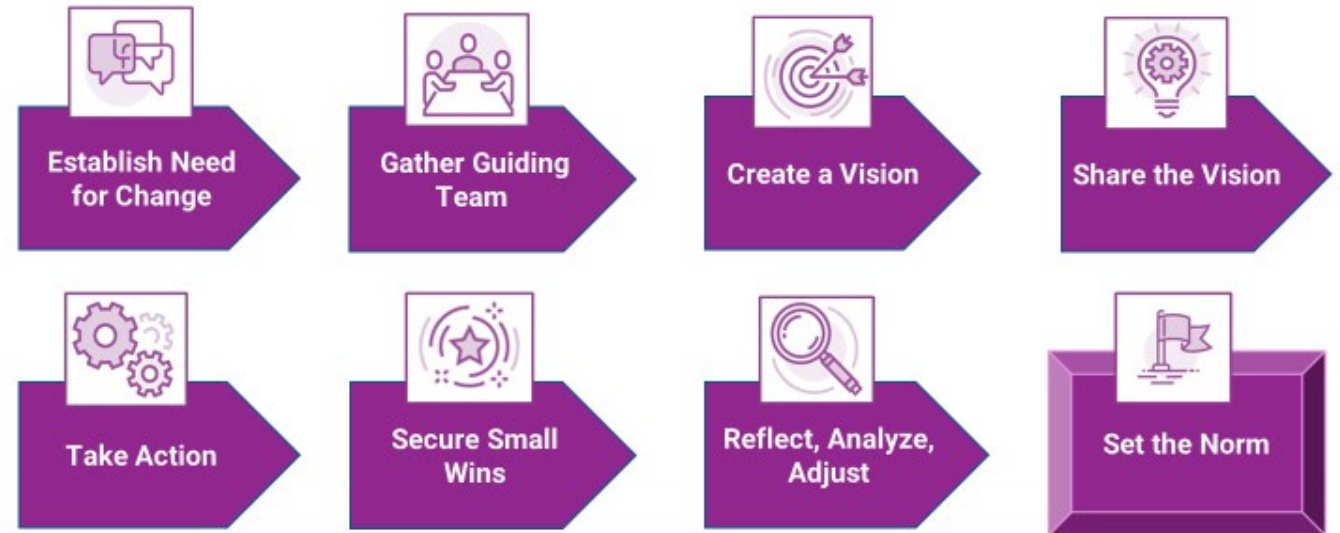 Establish Need
for Change
Gather Guiding
Team
Create a Vision
Share the Vision
Take Action
Secure Small
Wins
Reflect, Analyze,
Adjust
Set the Norm